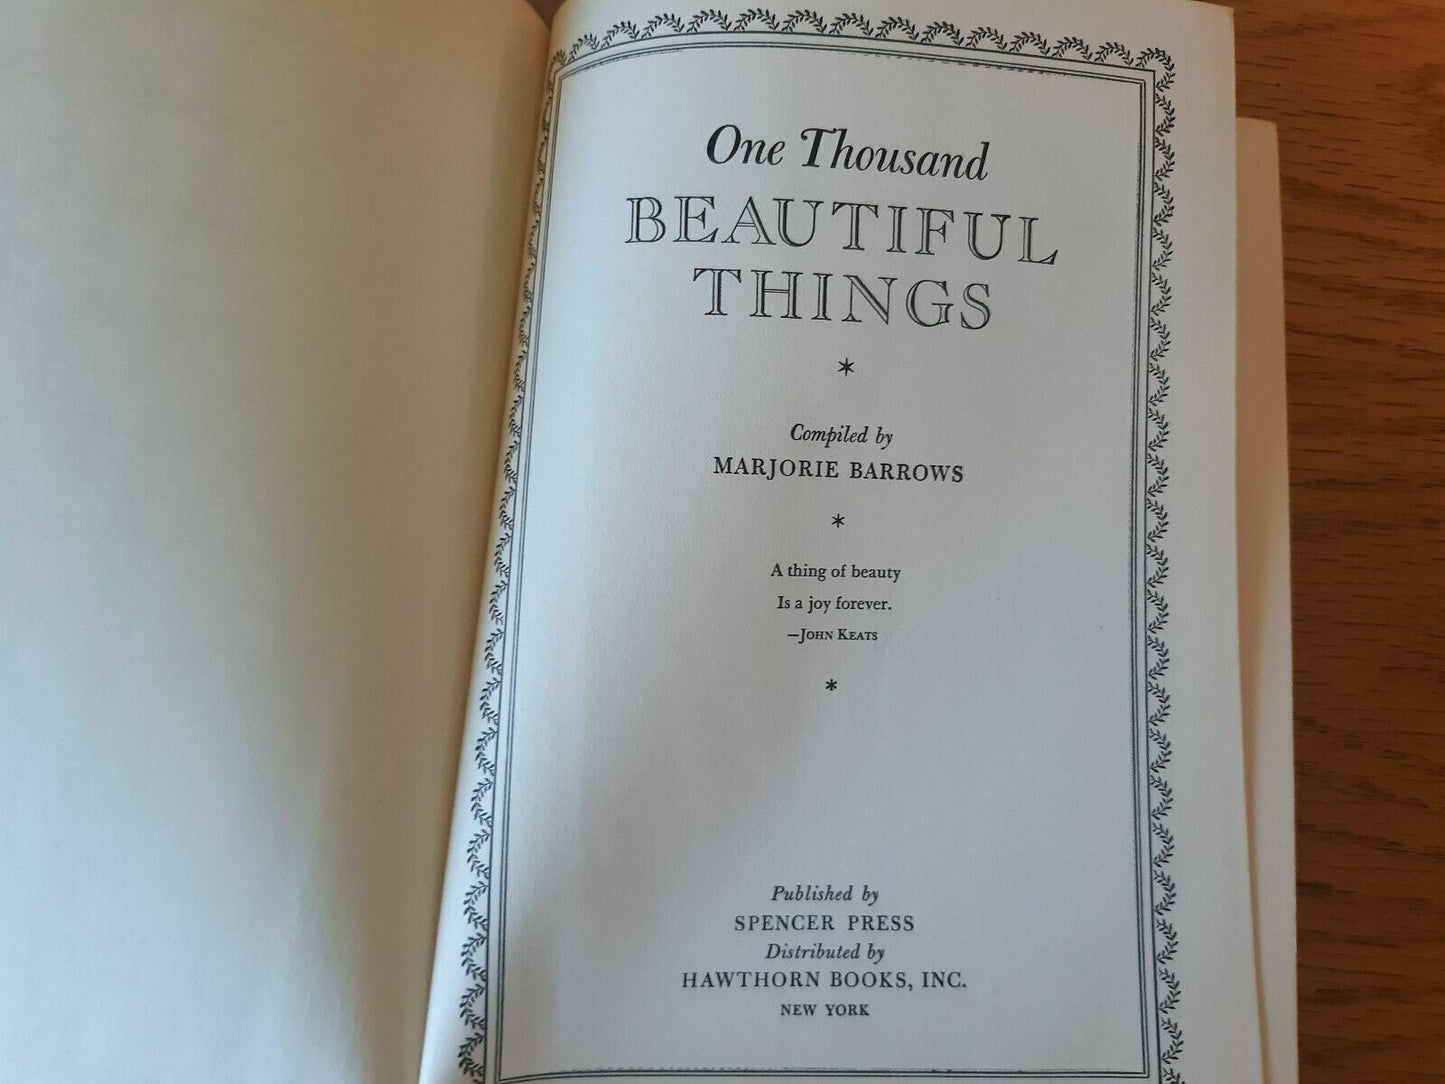 One Thousand
BEAUTIFUL
THINGS
*
Compiled by
MARJORIE BARROWS
*
A thing of beauty
Is a joy forever.
—JOHN KEATS
*
Published by
SPENCER PRESS
Distributed by
HAWTHORN BOOKS, INC.
NEW YORK